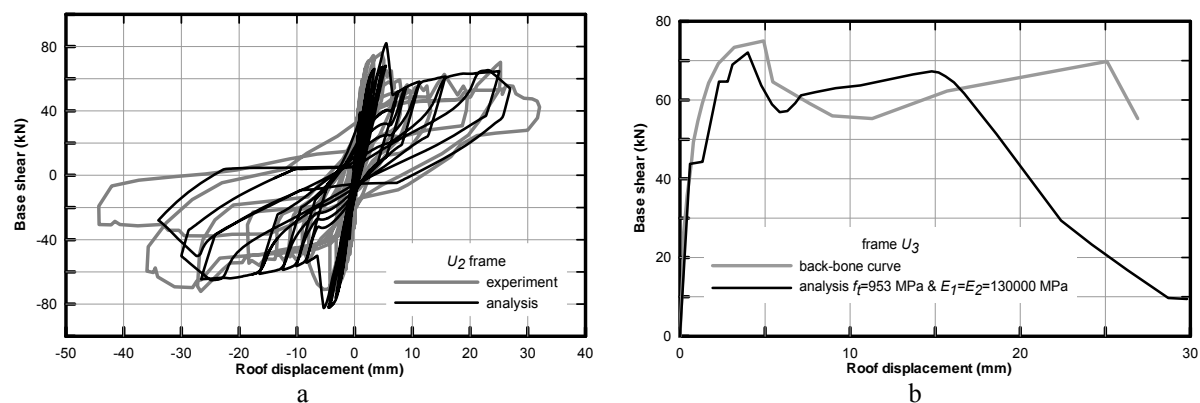 80
40
0
-40
-80
Base shear (kN)
U2 frame
experiment
analysis
-50 -40 -30 -20 -10 0 10 20 30 40
Roof displacement (mm)
a
80
60
40
20
0
Base shear (kN)
frame U3
back-bone curve
analysis ft=953 MPa & E1=E2=130000 MPa
0 10 20 30
Roof displacement (mm)
b